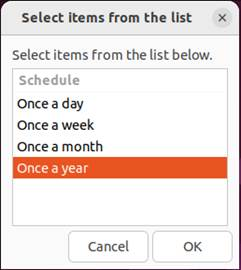 Select items from the list
Select items from the list below.
Schedule
Once a day
Once a week
Once a month
Once a year
Cancel OK